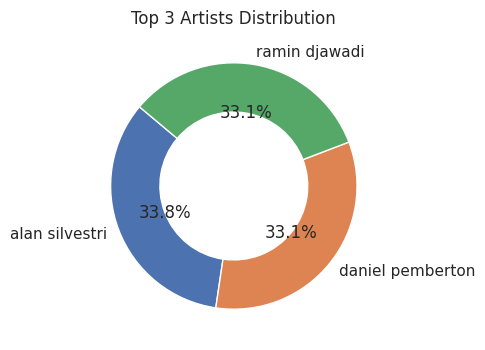 Top 3 Artists Distribution
ramin djawadi
33.1%
33.8%
33.1%
alan silvestri
daniel pemberton